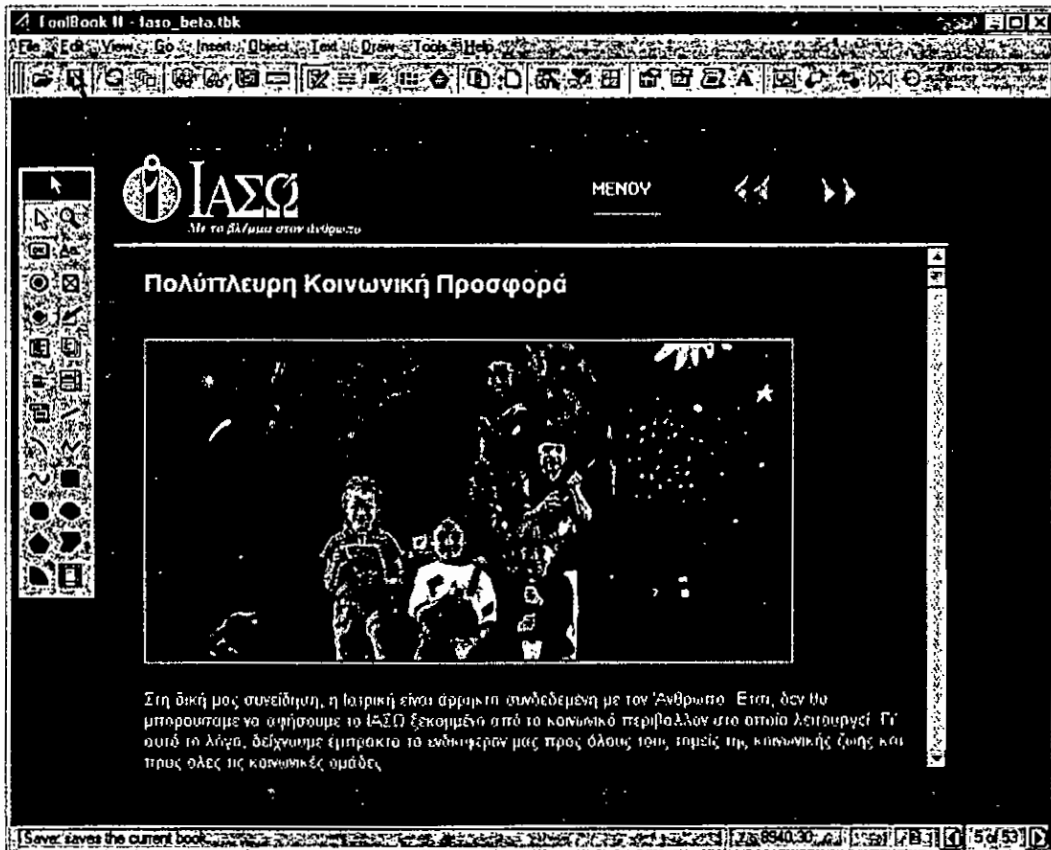 ToolBook II - Iaso_beta.tbk
File Edit View Go Insert Object Text Draw Tools Help
ΙΑΣΩ
Με το βλέμμα στον άνθρωπο
ΜΕΝΟΥ
Πολύπλευρη Κοινωνική Προσφορά
Στη δική μας συνείδηση, η Ιατρική είναι άρρηκτα συνδεδεμένη με τον Άνθρωπο. Έτσι, δεν θα
μπορούσαμε να αφήσουμε το ΙΑΣΩ ξεκομμένο από το κοινωνικό περιβάλλον στο οποίο λειτουργεί. Γι'
αυτό το λόγο, δείχνουμε έμπρακτα το ενδιαφέρον μας προς όλους τους τομείς της κοινωνικής ζωής και
προς όλες τις κοινωνικές ομάδες
Save: saves the current book.
5 of 53